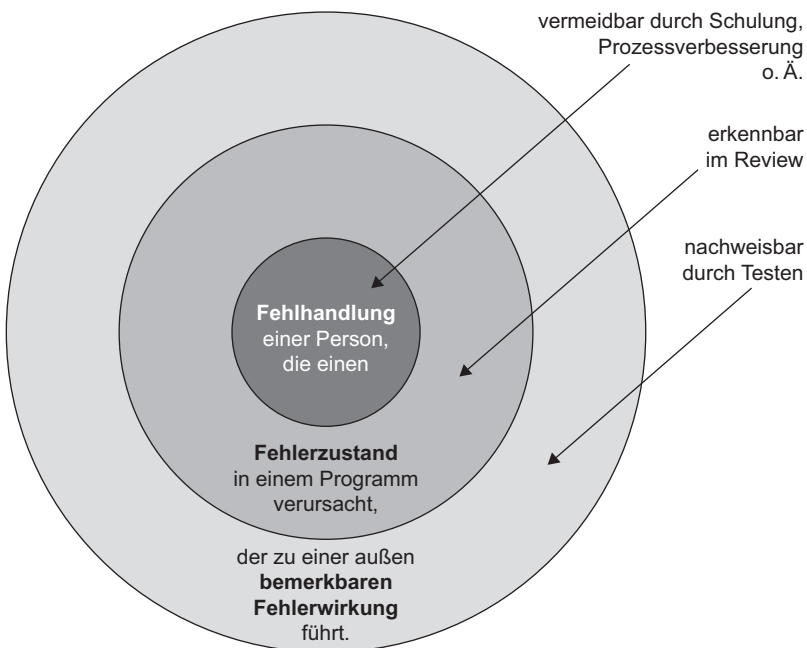 vermeidbar durch Schulung,
Prozessverbesserung
o. Ä.
erkennbar
im Review
nachweisbar
durch Testen
Fehlhandlung
einer Person,
die einen
Fehlerzustand
in einem Programm
verursacht,
der zu einer außen
bemerkbaren
Fehlerwirkung
führt.